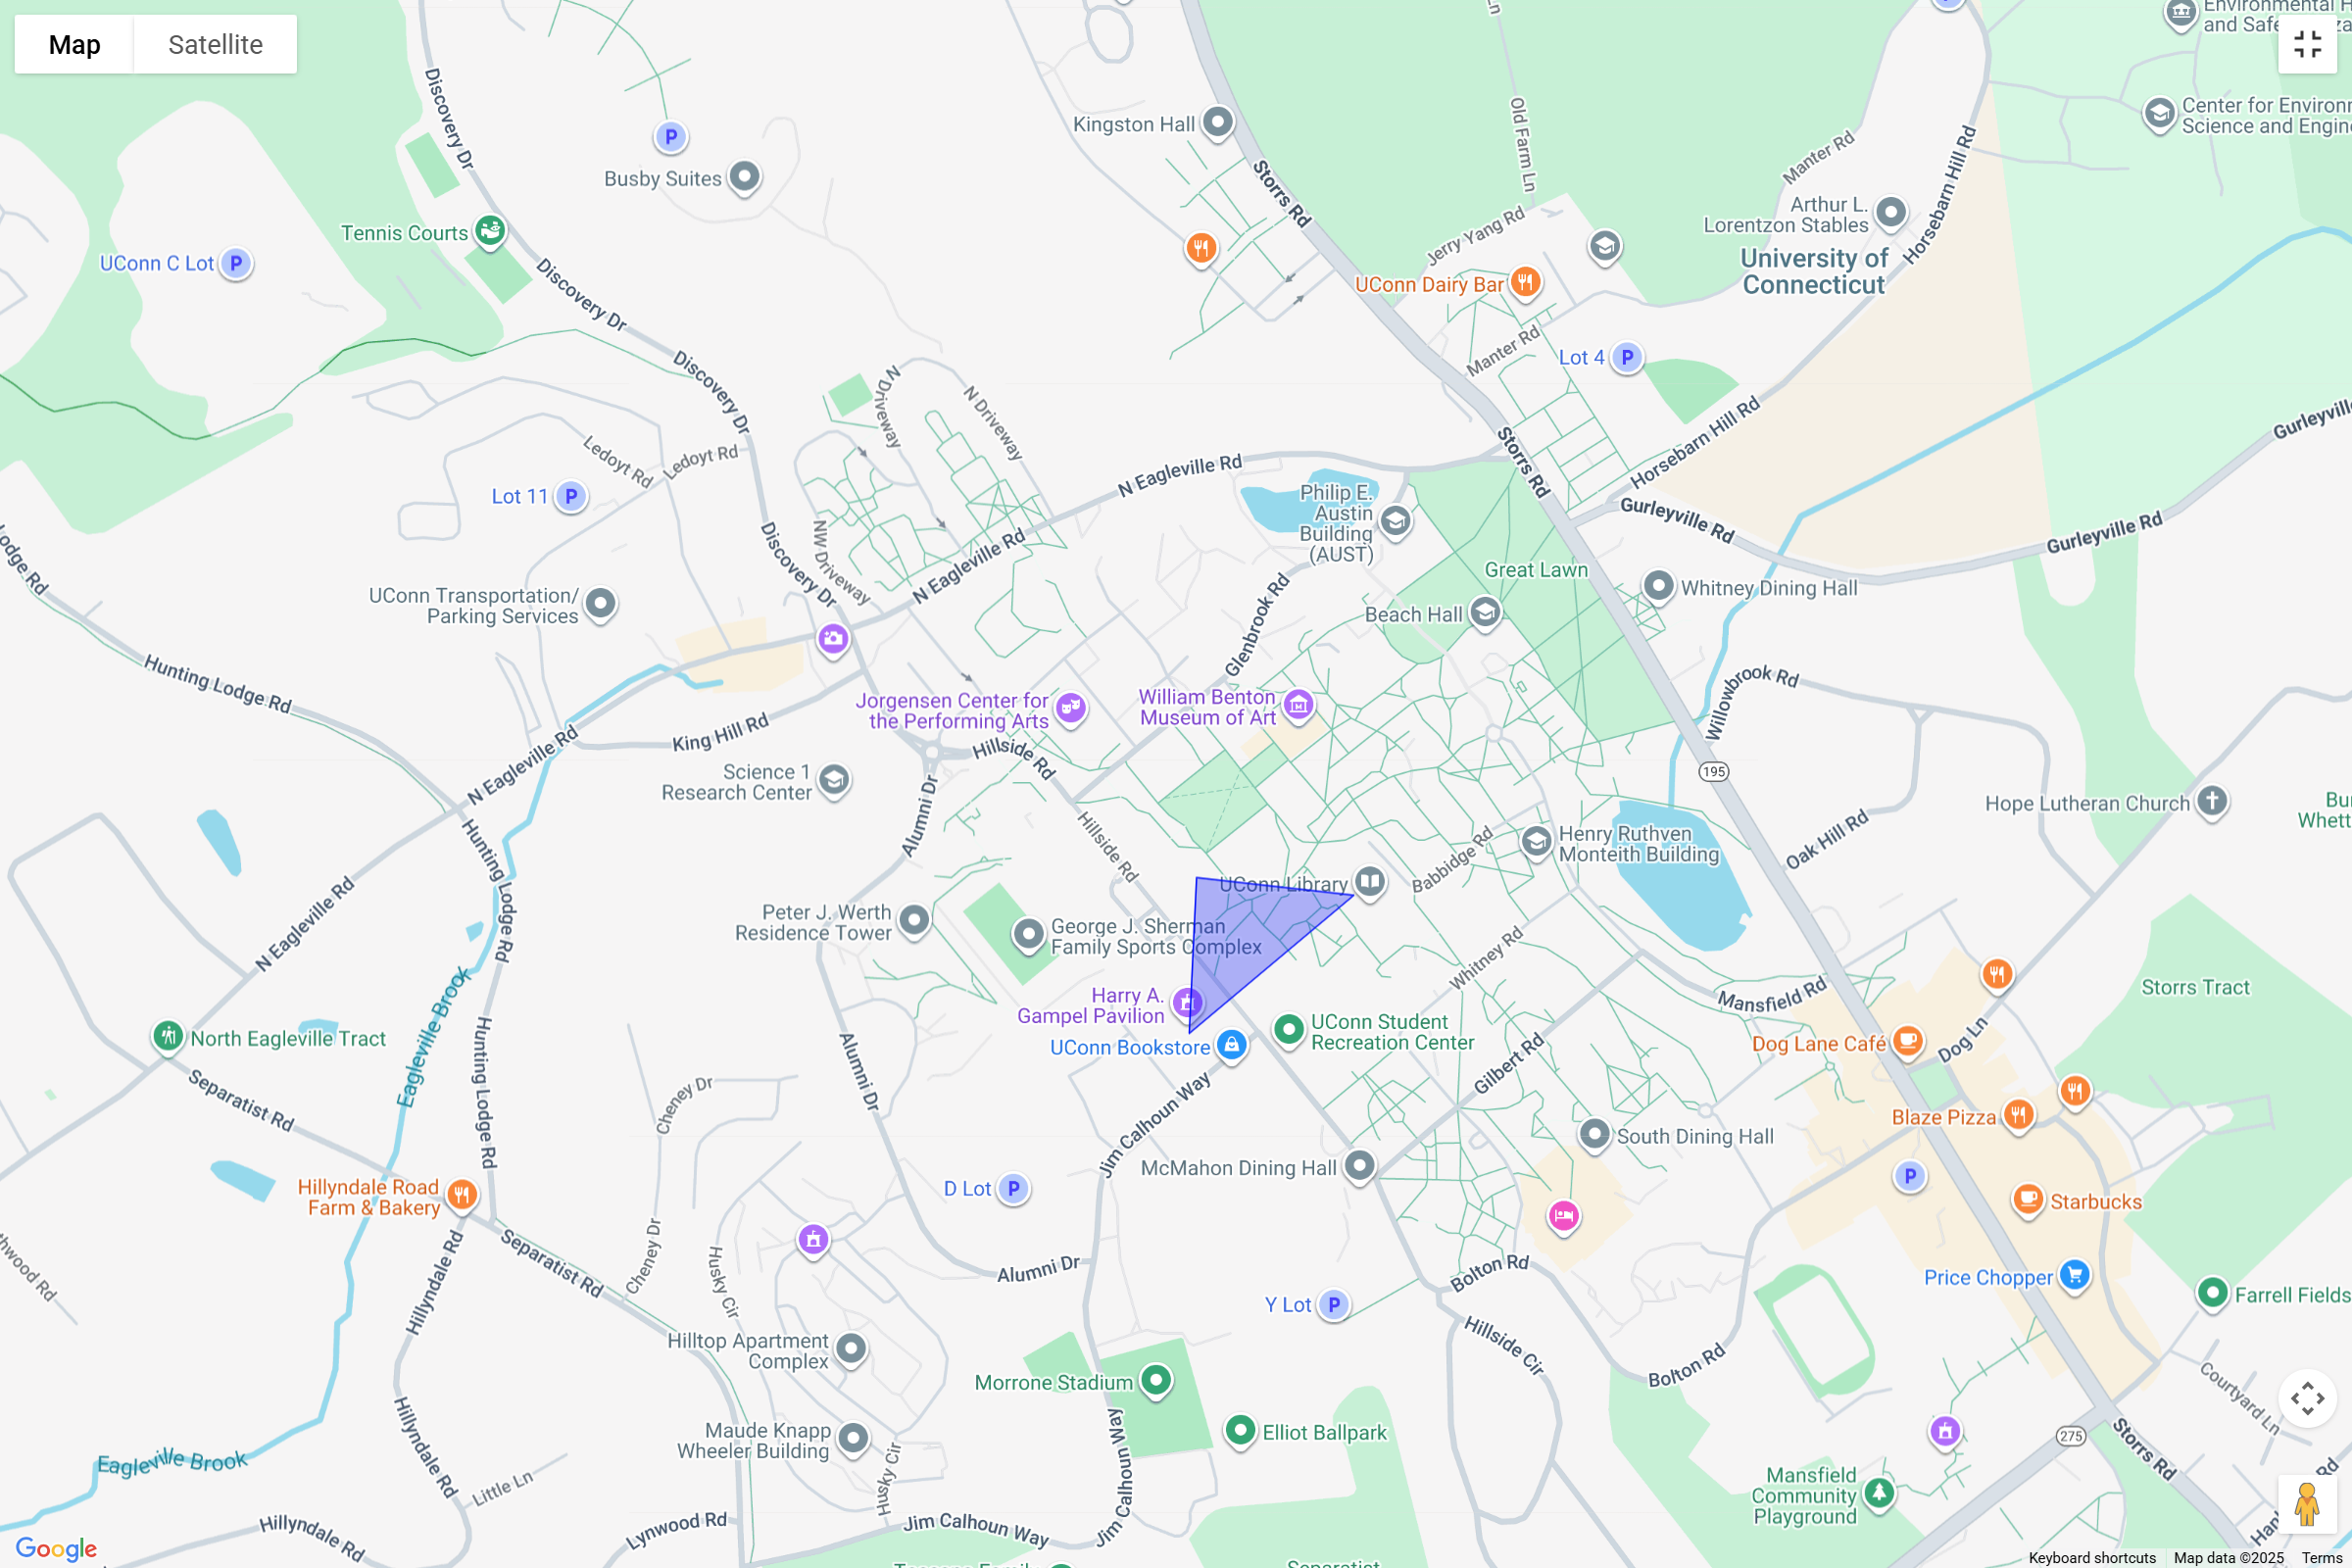 Map
Satellite
Environmental H
and Safe
Discovery Dr
Kingston Hall
Old Farm Ln
Center for Environ
Science and Engine
Storrs Rd
Manter Rd
Horsebarn Hill Rd
Busby Suites
Tennis Courts
UConn C Lot
Jerry Yang Rd
Arthur L.
Lorentzon Stables
University of
Connecticut
Discovery Dr
UConn Dairy Bar
Manter Rd
Lot 4
Discovery Dr
N Driveway
N Driveway
Ledoyt Rd
Ledoyt Rd
Lot 11
N Eagleville Rd
Storrs Rd
Horsebarn Hill Rd
Gurleyville
Gurleyville Rd
Gurleyville Rd
Philip E.
Austin
Building
(AUST)
Lodge Rd
Discovery Dr
NW Driveway
N Eagleville Rd
Great Lawn
UConn Transportation/
Parking Services
Glenbrook Rd
Beach Hall
Whitney Dining Hall
Hunting Lodge Rd
Jorgensen Center for
the Performing Arts
William Benton
Museum of Art
Willowbrook Rd
N Eagleville Rd
King Hill Rd
Hillside Rd
Science 1
Research Center
195
Alumni Dr
Hope Lutheran Church
Bu
Whett
Hunting Lodge Rd
Hillside Rd
Babbidge Rd
Henry Ruthven
Monteith Building
Oak Hill Rd
UConn Library
N Eagleville Rd
Peter J. Werth
Residence Tower
George J. Sherman
Family Sports Complex
Whitney Rd
Harry A.
Gampel Pavilion
UConn Student
Recreation Center
UConn Bookstore
Mansfield Rd
Storrs Tract
North Eagleville Tract
Eagleville Brook
Hunting Lodge Rd
Separatist Rd
Cheney Dr
Alumni Dr
Jim Calhoun Way
Gilbert Rd
Dog Lane Café
Dog Ln
Blaze Pizza
South Dining Hall
McMahon Dining Hall
D Lot
Hillyndale Road
Farm & Bakery
Starbucks
Hillyndale Rd
Separatist Rd
Cheney Dr
Husky Cir
Alumni Dr
Bolton Rd
Price Chopper
Farrell Fields
thwood Rd
Y Lot
Hilltop Apartment
Complex
Hillside Cir
Bolton Rd
Morrone Stadium
Courtyard Ln
Elliot Ballpark
Maude Knapp
Wheeler Building
Jim Calhoun Way
275
Storrs Rd
Eagleville Brook
Hillyndale Rd
Little Ln
Husky Cir
Mansfield
Community
Playground
Hillyndale Rd
Lynwood Rd
Jim Calhoun Way
Separatist
Google
Keyboard shortcuts
Map data ©2025
Terms